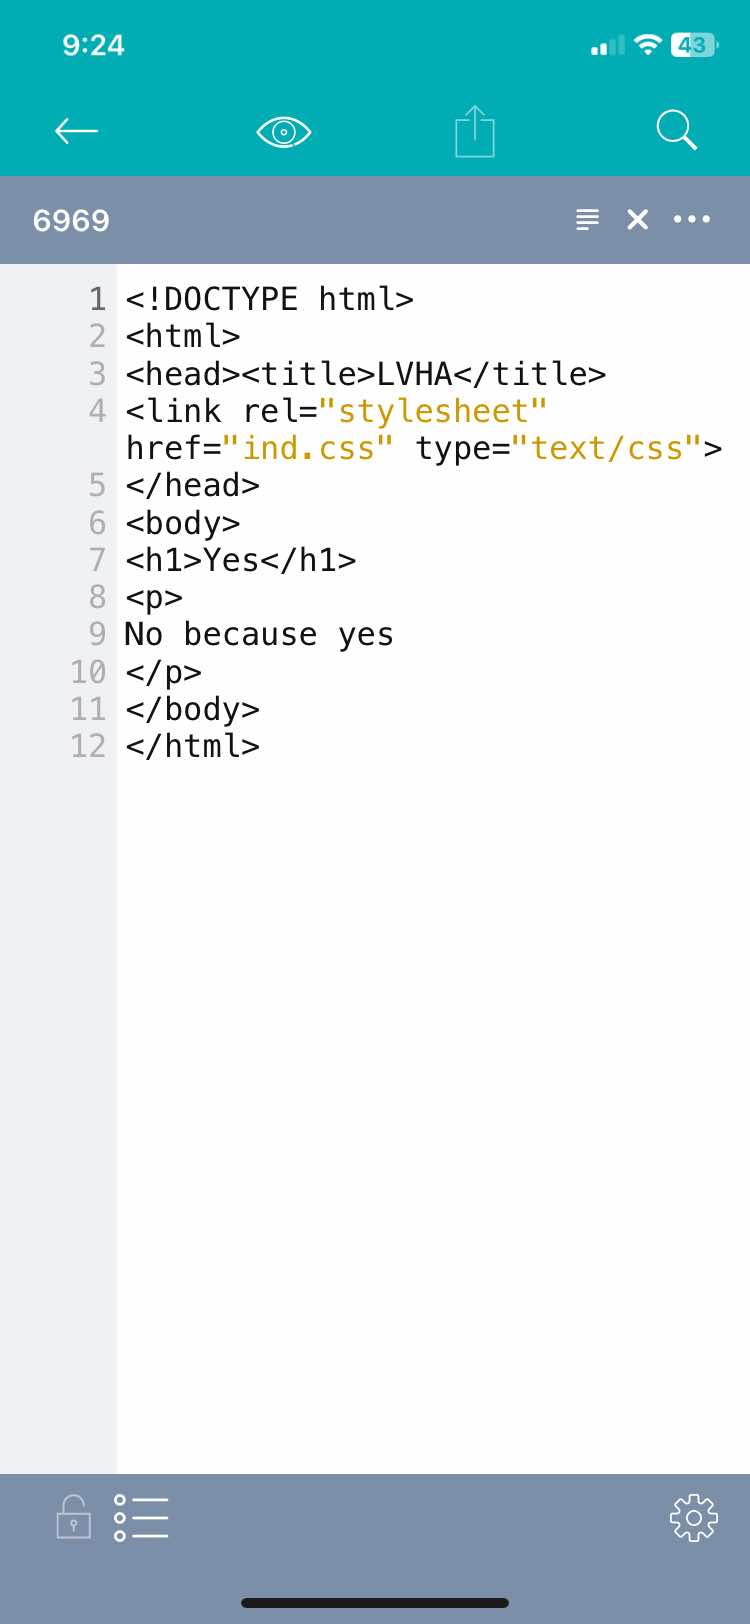 9:24
43
6969
1 <!DOCTYPE html>
2 <html>
3 <head><title>LVHA</title>
4 <link rel="stylesheet"
href="ind.css" type="text/css">
5 </head>
6 <body>
7 <h1>Yes</h1>
8 <p>
9 No because yes
10 </p>
11 </body>
12 </html>